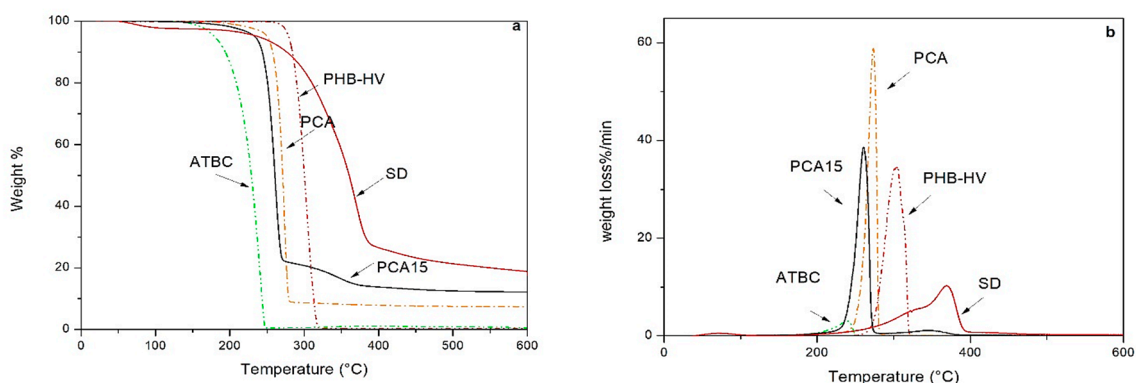 a
100
80
60
40
20
0
Weight %
PHB-HV
PCA
ATBC
SD
PCA15
0 100 200 300 400 500 600
Temperature (°C)
b
60
40
20
0
weight loss%/min
PCA
PCA15
PHB-HV
ATBC
SD
0 200 400 600
Temperature (°C)